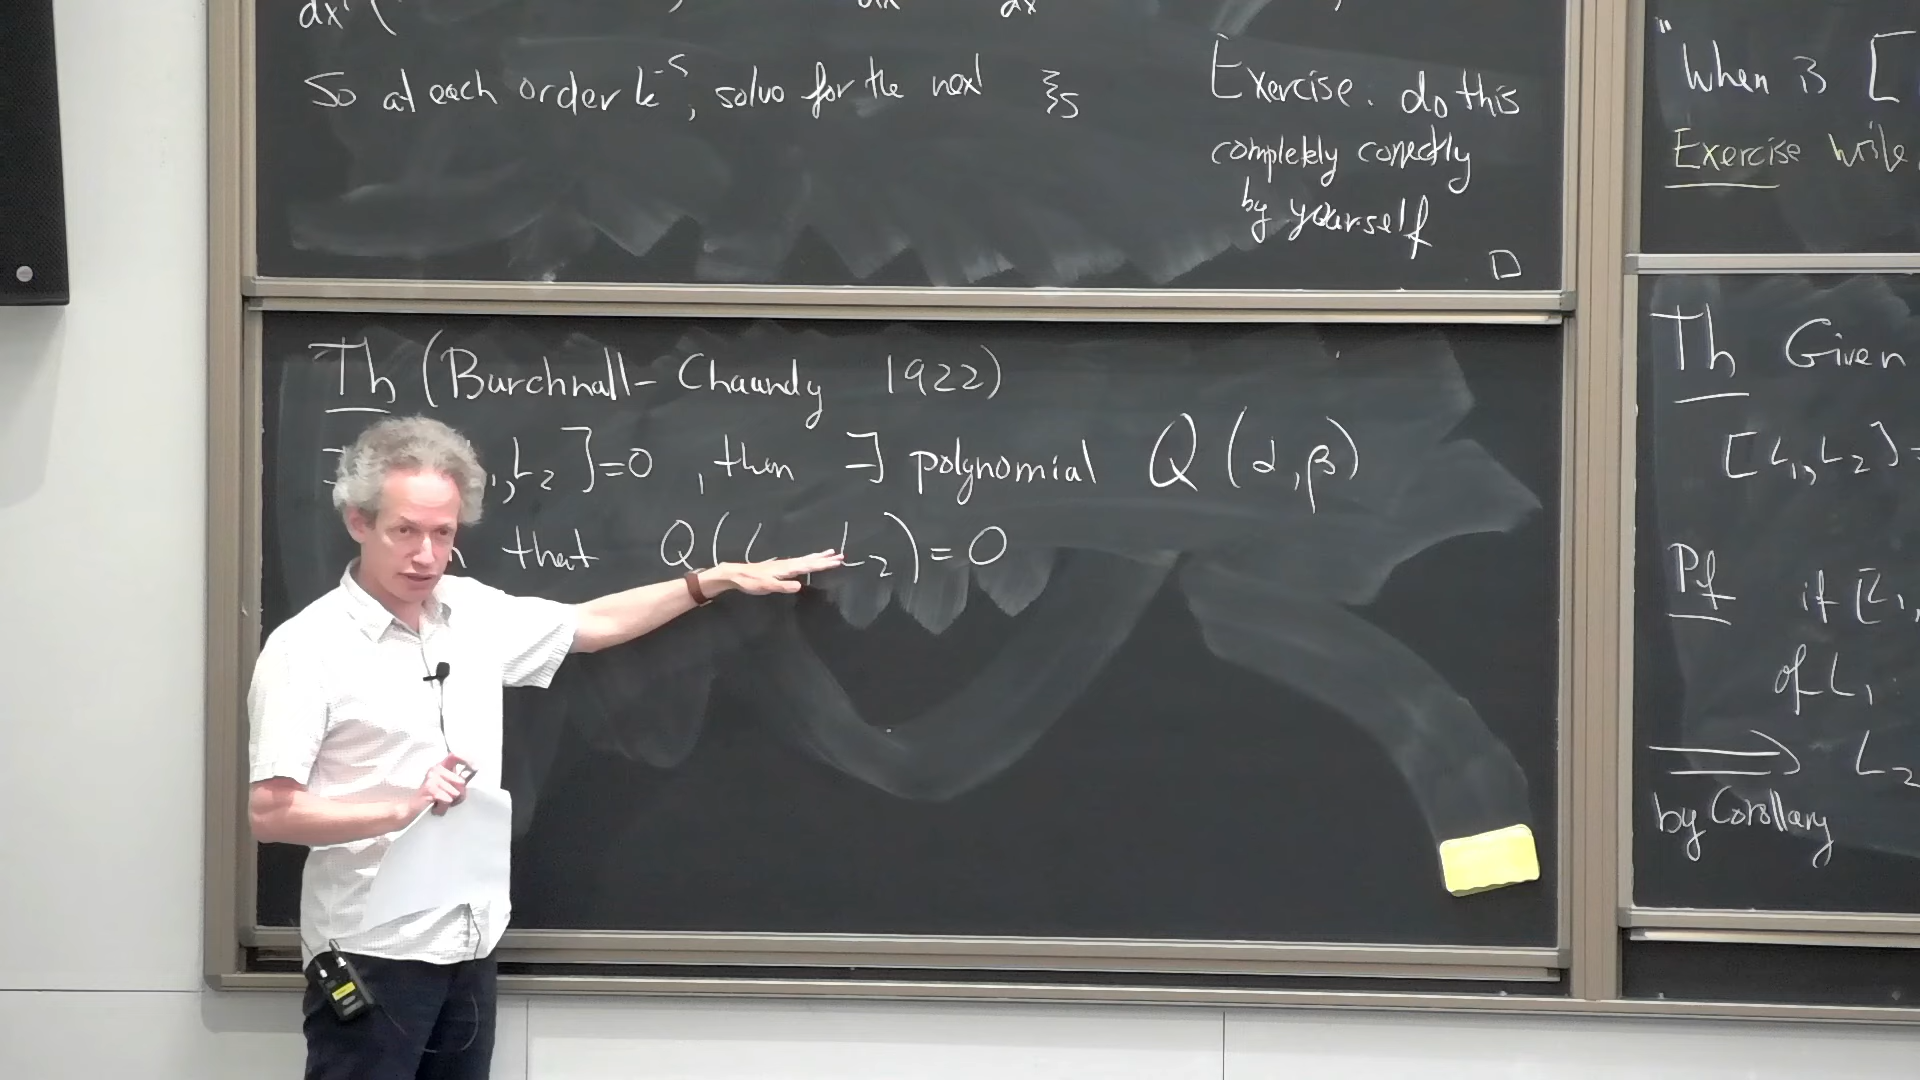 dx
dx
So at each order k^-s, solve for the next ξ_s
Exercise. do this
completely correctly
by yourself
□
Th (Burchnall-Chaundy 1922)
, L_2]=0, then ∃ polynomial Q(α,β)
that Q(L , L_2)=0
"When is [
Exercise write
Th Given
[L_1, L_2]=
Pf if [L_1,
of L_1
⟹ L_2
by Corollary